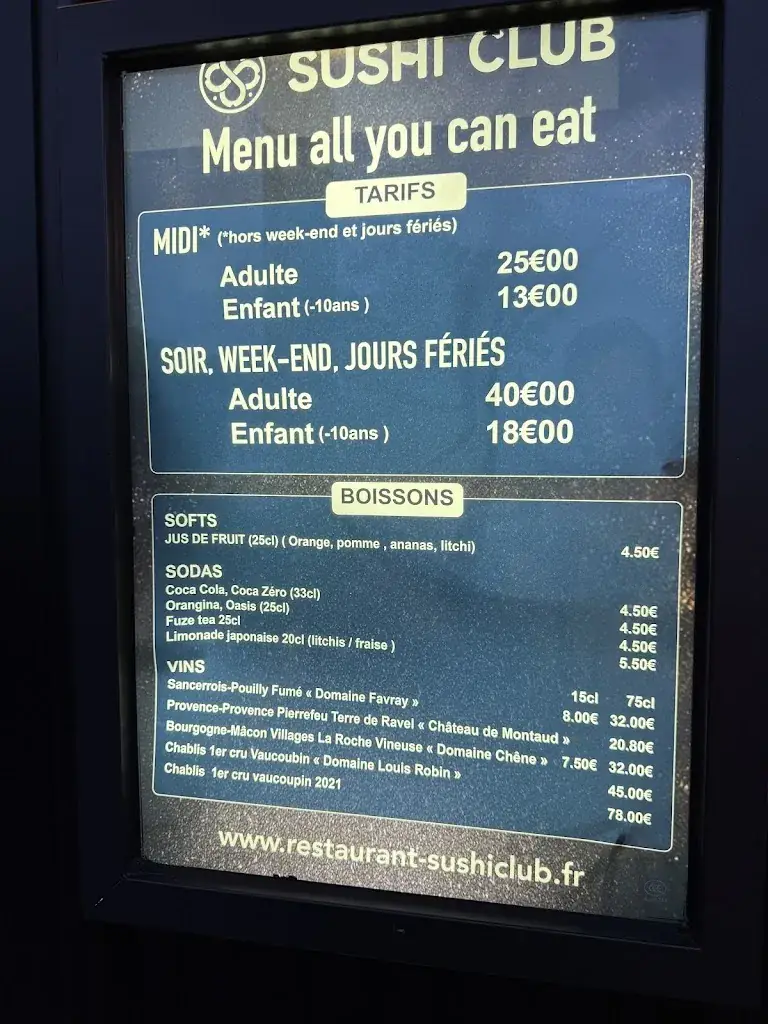 SUSHI CLUB
Menu all you can eat
TARIFS
MIDI* (*hors week-end et jours fériés)
Adulte 25€00
Enfant (-10ans ) 13€00
SOIR, WEEK-END, JOURS FÉRIÉS
Adulte 40€00
Enfant (-10ans ) 18€00
BOISSONS
SOFTS
JUS DE FRUIT (25cl) ( Orange, pomme , ananas, litchi) 4.50€
SODAS
Coca Cola, Coca Zéro (33cl) 4.50€
Orangina, Oasis (25cl) 4.50€
Fuze tea 25cl 4.50€
Limonade japonaise 20cl (litchis / fraise ) 5.50€
VINS 15cl 75cl
Sancerrois-Pouilly Fumé « Domaine Favray » 8.00€ 32.00€
Provence-Provence Pierrefeu Terre de Ravel « Château de Montaud » 20.80€
Bourgogne-Mâcon Villages La Roche Vineuse « Domaine Chêne » 7.50€ 32.00€
Chablis 1er cru Vaucoubin « Domaine Louis Robin » 45.00€
Chablis 1er cru vaucoupin 2021 78.00€
www.restaurant-sushiclub.fr